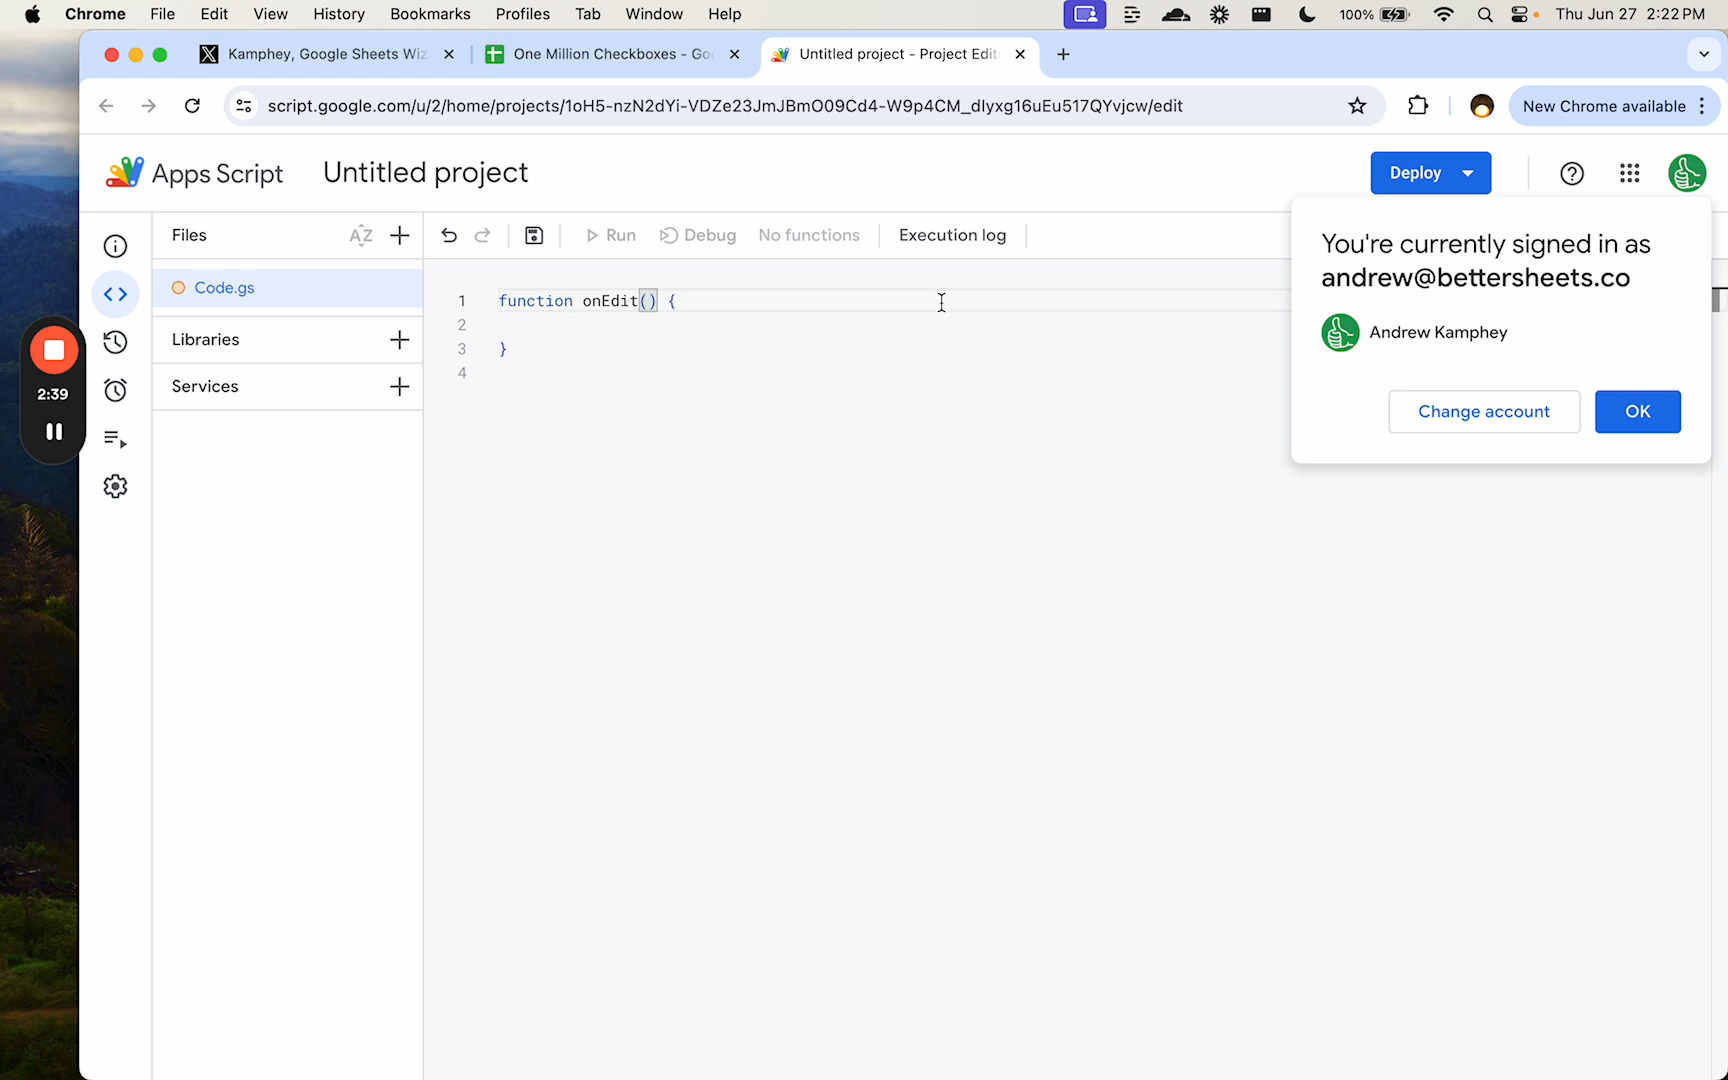 Chrome File Edit View History Bookmarks Profiles Tab Window Help 100% Thu Jun 27 2:22 PM
Kamphey, Google Sheets Wiz One Million Checkboxes - Goo Untitled project - Project Edit
script.google.com/u/2/home/projects/1oH5-nzN2dYi-VDZe23JmJBmO09Cd4-W9p4CM_dIyxg16uEu517QYvjcw/edit New Chrome available
Apps Script Untitled project Deploy
Files AZ Run Debug No functions Execution log
You're currently signed in as
andrew@bettersheets.co
Andrew Kamphey
Change account OK
Code.gs
Libraries
Services
1 function onEdit() {
2
3 }
4
2:39